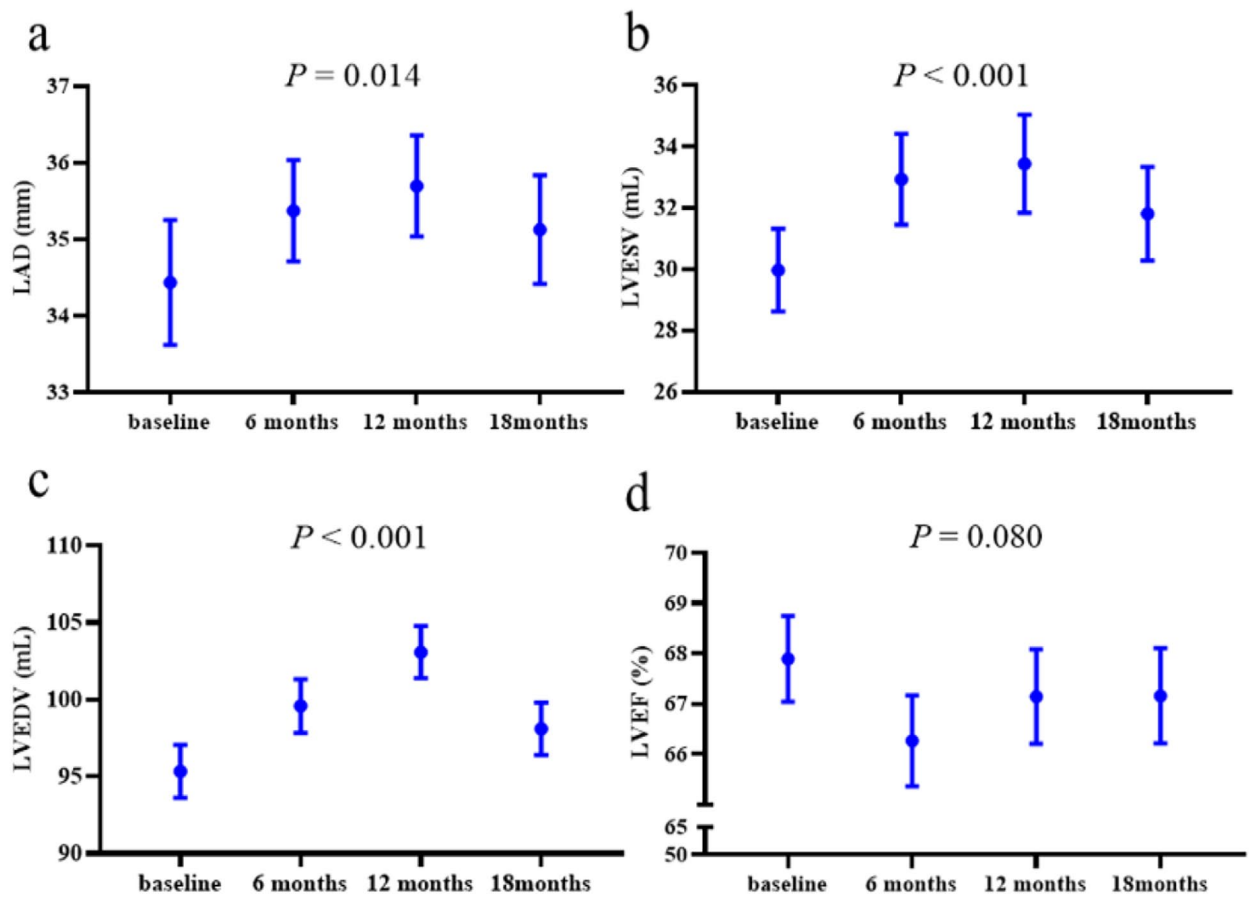 a
P = 0.014
LAD (mm)
37
36
35
34
33
baseline 6 months 12 months 18months
b
P < 0.001
LVESV (mL)
36
34
32
30
28
26
baseline 6 months 12 months 18months
c
P < 0.001
LVEDV (mL)
110
105
100
95
90
baseline 6 months 12 months 18months
d
P = 0.080
LVEF (%)
70
69
68
67
66
65
50
baseline 6 months 12 months 18months